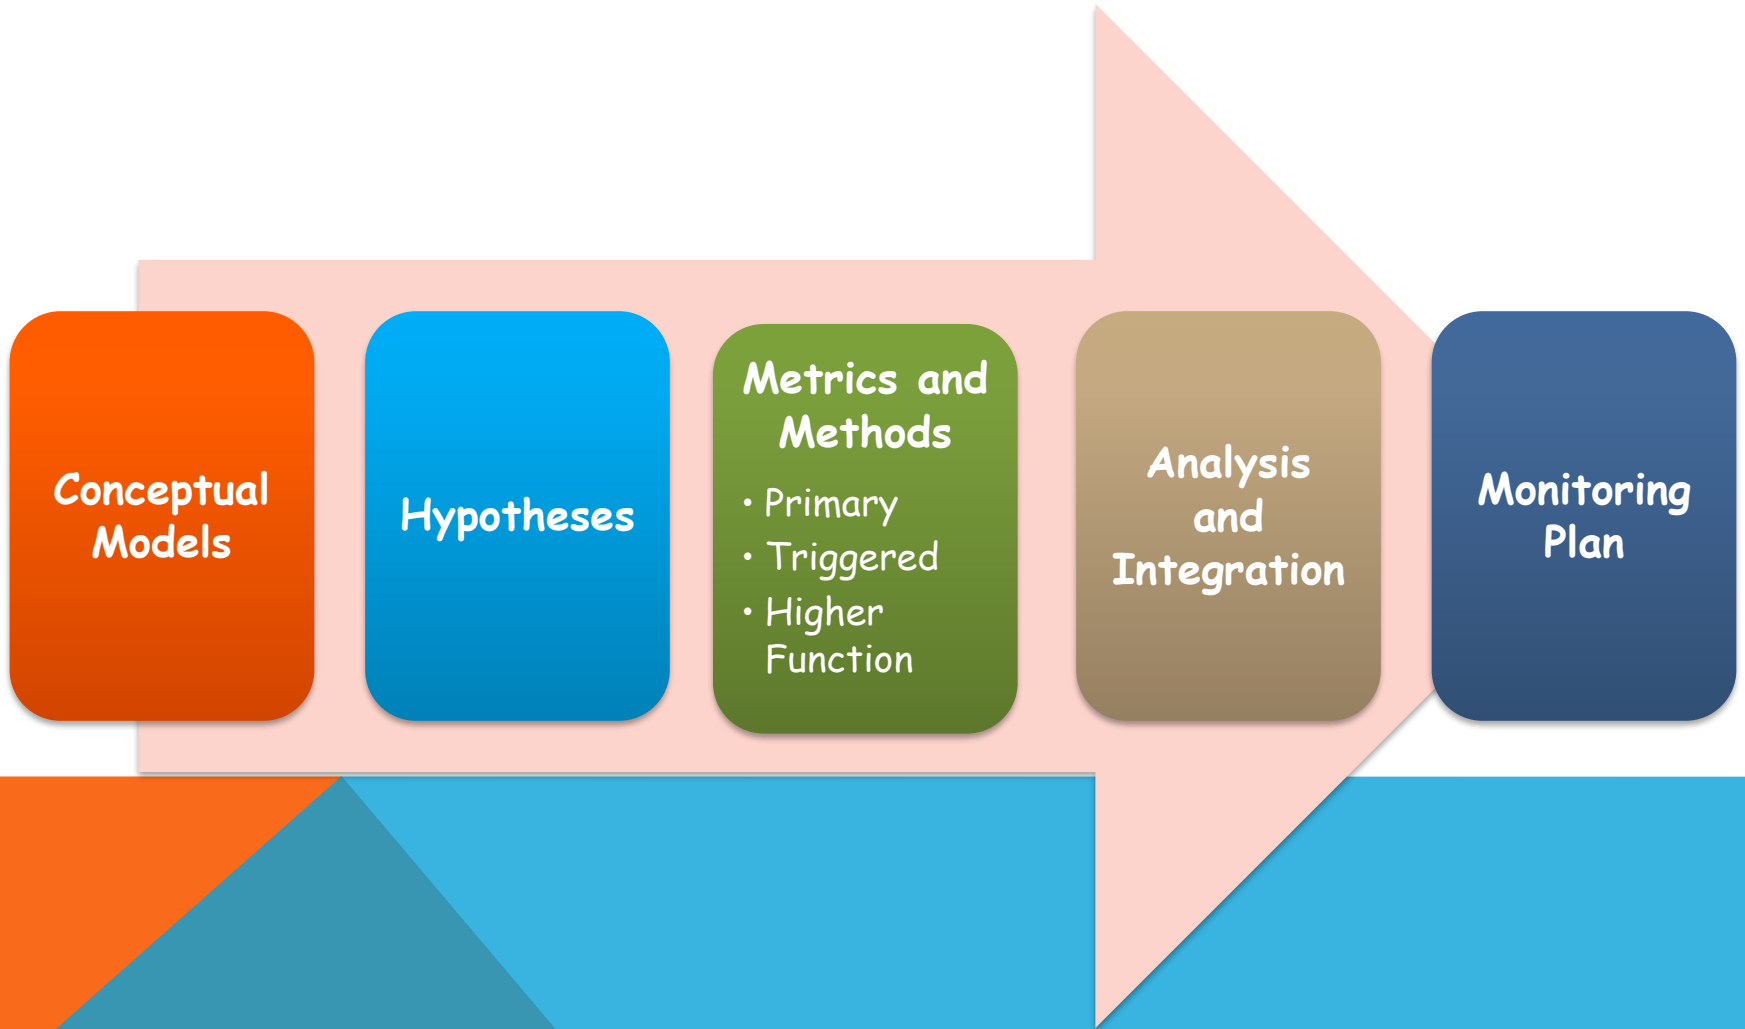 Conceptual
Models
Hypotheses
Metrics and
Methods
• Primary
• Triggered
• Higher
Function
Analysis
and
Integration
Monitoring
Plan